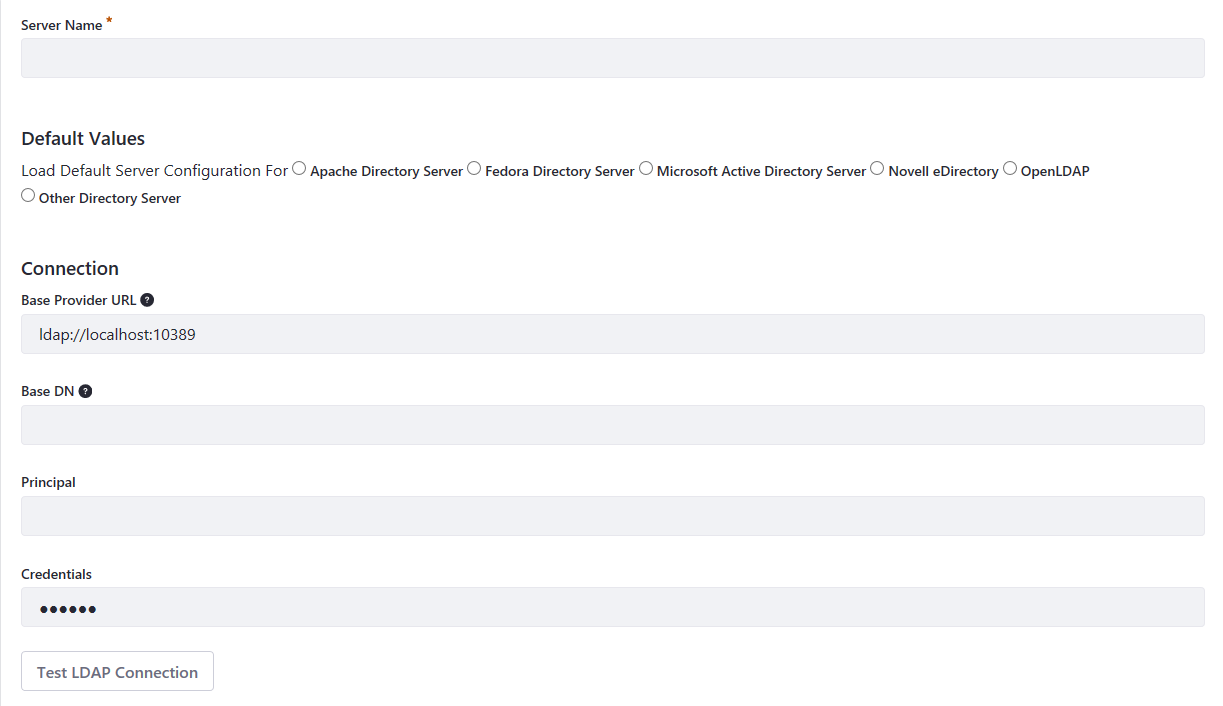 Server Name *
Default Values
Load Default Server Configuration For Apache Directory Server Fedora Directory Server Microsoft Active Directory Server Novell eDirectory OpenLDAP
Other Directory Server
Connection
Base Provider URL ?
ldap://localhost:10389
Base DN ?
Principal
Credentials
••••••
Test LDAP Connection